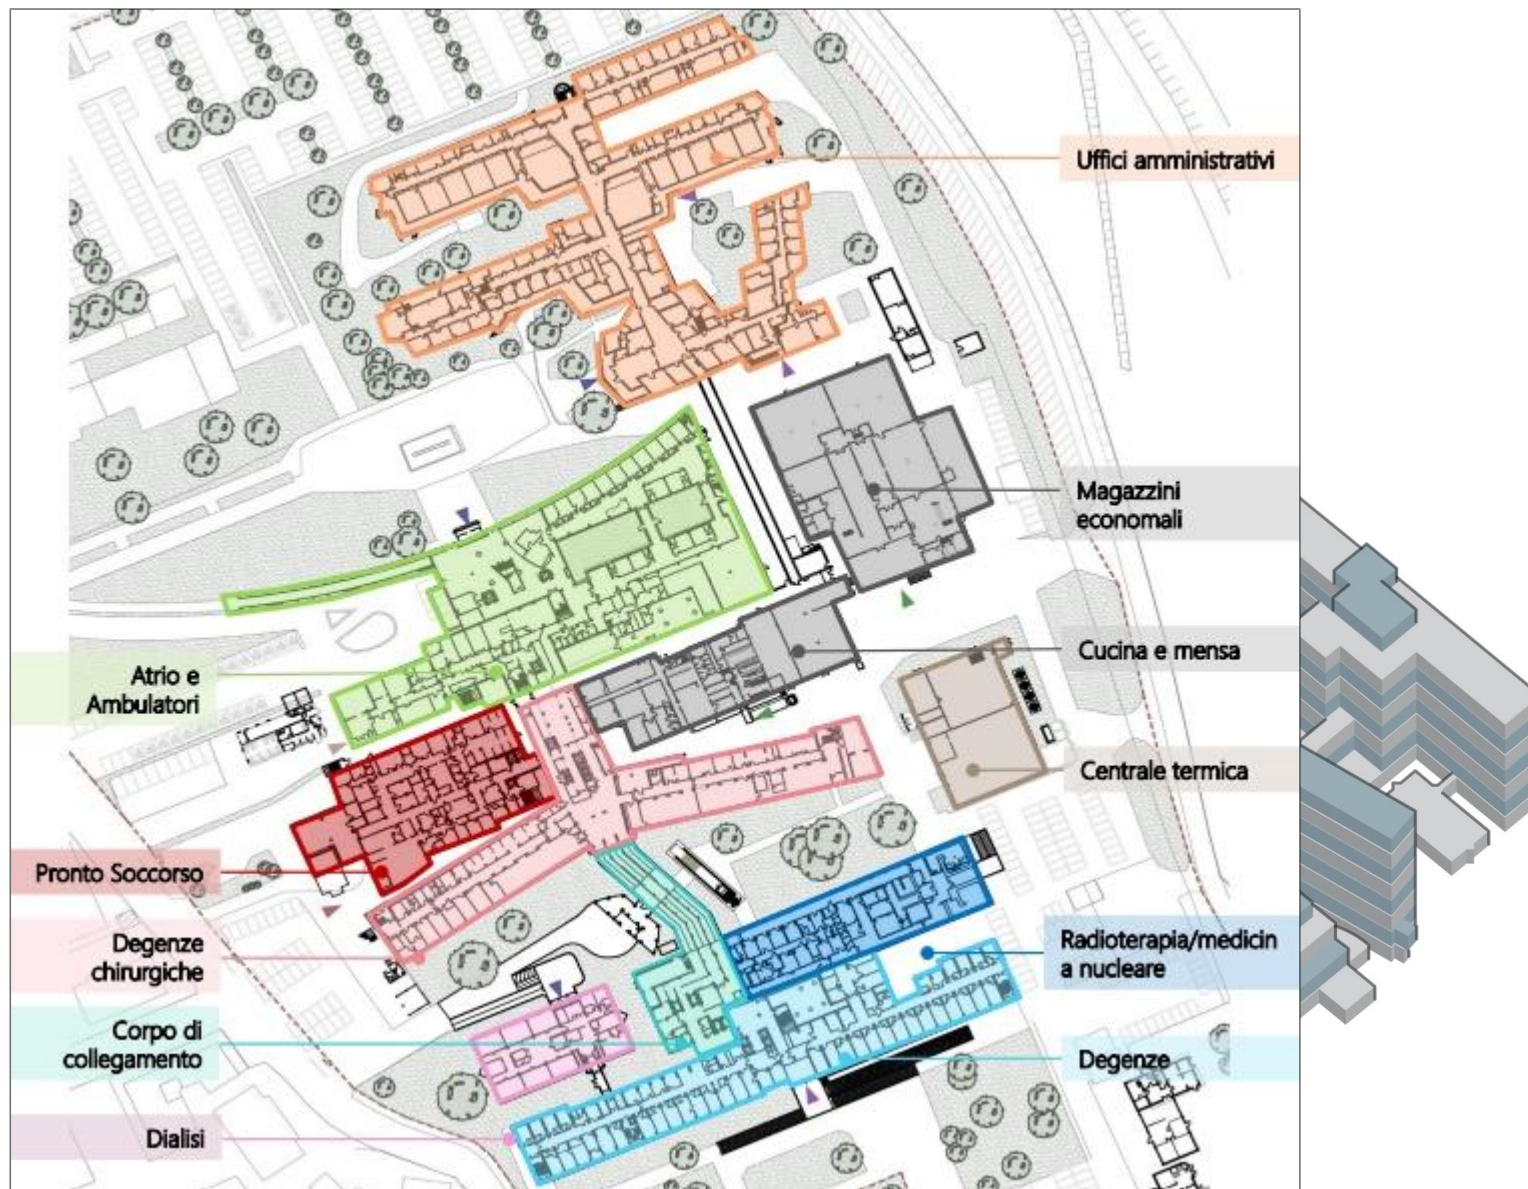 Uffici amministrativi
Magazzini
economali
Cucina e mensa
Atrio e
Ambulatori
Centrale termica
Pronto Soccorso
Degenze
chirurgiche
Radioterapia/medicin
a nucleare
Corpo di
collegamento
Degenze
Dialisi